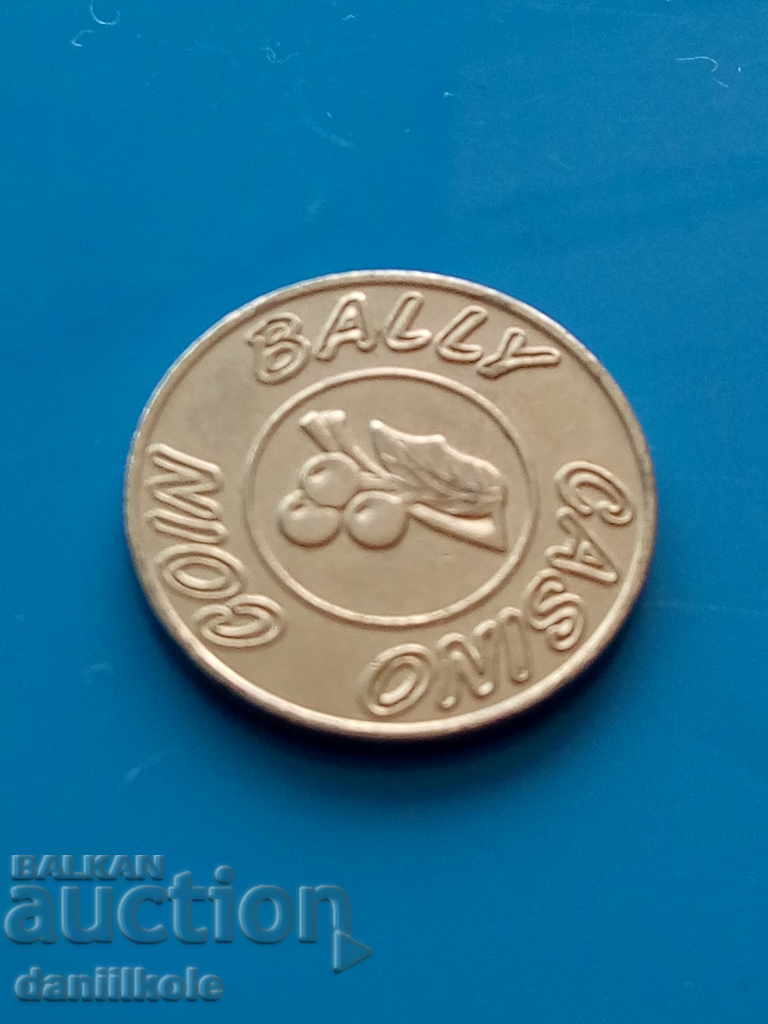 BALLY
CASINO
COIN
BALKAN
auction
daniilkole